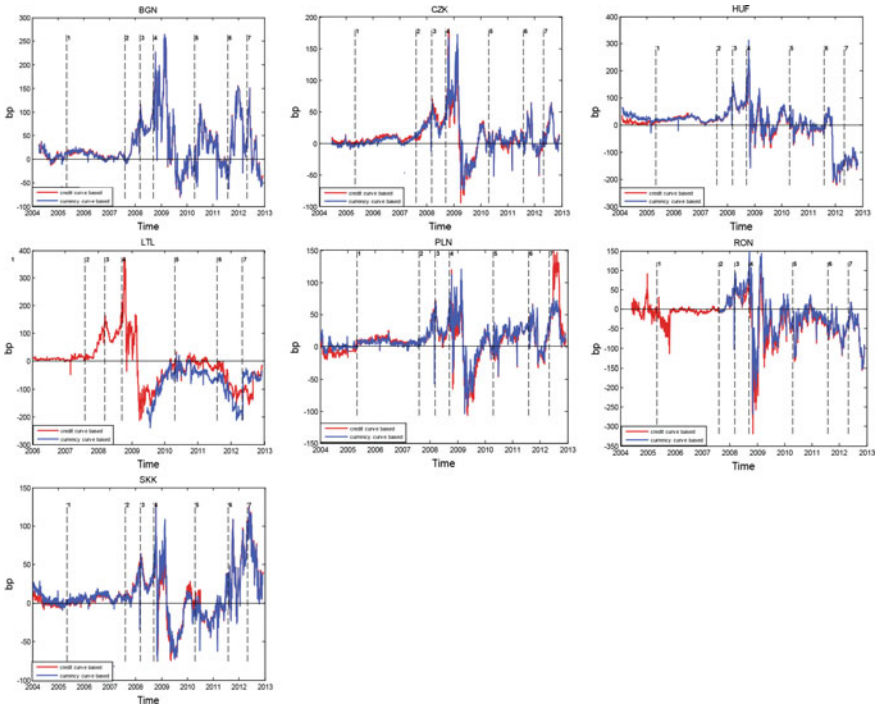 BGN
1 2 3 4 5 6 7
300
250
200
150
bp 100
50
0
-50
-100
credit curve based
currency curve based
2004 2005 2006 2007 2008 2009 2010 2011 2012 2013
Time
CZK
1 2 3 4 5 6 7
200
150
100
bp
50
0
-50
-100
credit curve based
currency curve based
2004 2005 2006 2007 2008 2009 2010 2011 2012 2013
Time
HUF
1 2 3 4 5 6 7
400
300
200
bp 100
0
-100
-200
-300
credit curve based
currency curve based
2004 2005 2006 2007 2008 2009 2010 2011 2012 2013
Time
LTL
1 2 3 4 5 6 7
400
300
200
100
bp
0
-100
-200
-300
-400
credit curve based
currency curve based
2006 2007 2008 2009 2010 2011 2012 2013
Time
PLN
1 2 3 4 5 6 7
150
100
50
bp
0
-50
-100
-150
credit curve based
currency curve based
2004 2005 2006 2007 2008 2009 2010 2011 2012 2013
Time
RON
1 2 3 4 5 6 7
150
100
50
0
-50
bp
-100
-150
-200
-250
-300
-350
credit curve based
currency curve based
2004 2005 2006 2007 2008 2009 2010 2011 2012 2013
Time
SKK
1 2 3 4 5 6 7
150
100
50
bp
0
-50
-100
credit curve based
currency curve based
2004 2005 2006 2007 2008 2009 2010 2011 2012 2013
Time